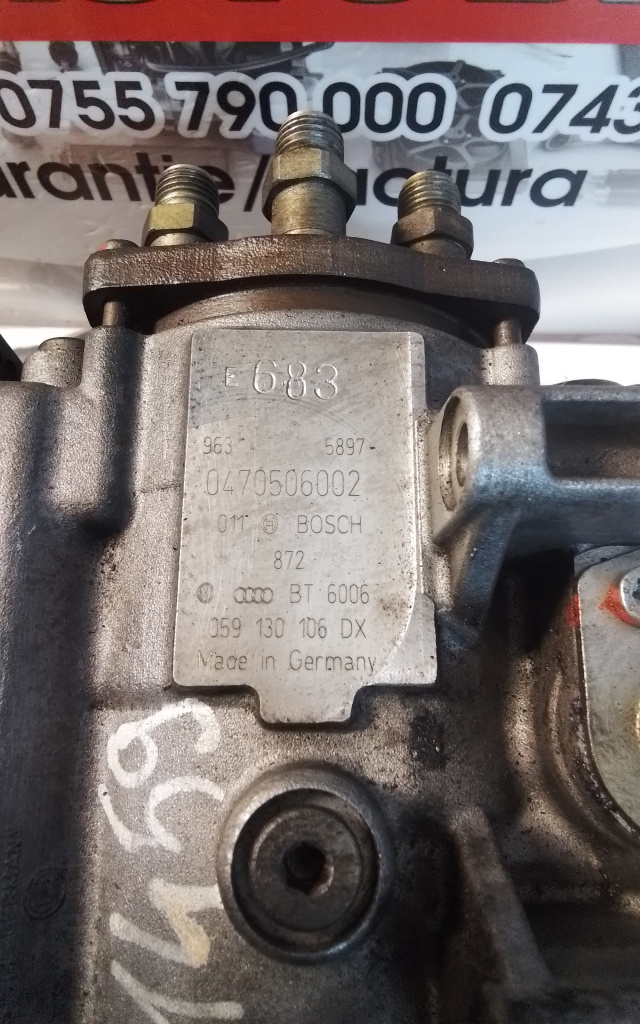 0755 790 000 0743
arantie/Factura
E 683
963 5897-
0470506002
011 BOSCH
872
BT 6006
059 130 106 DX
Made in Germany
1459